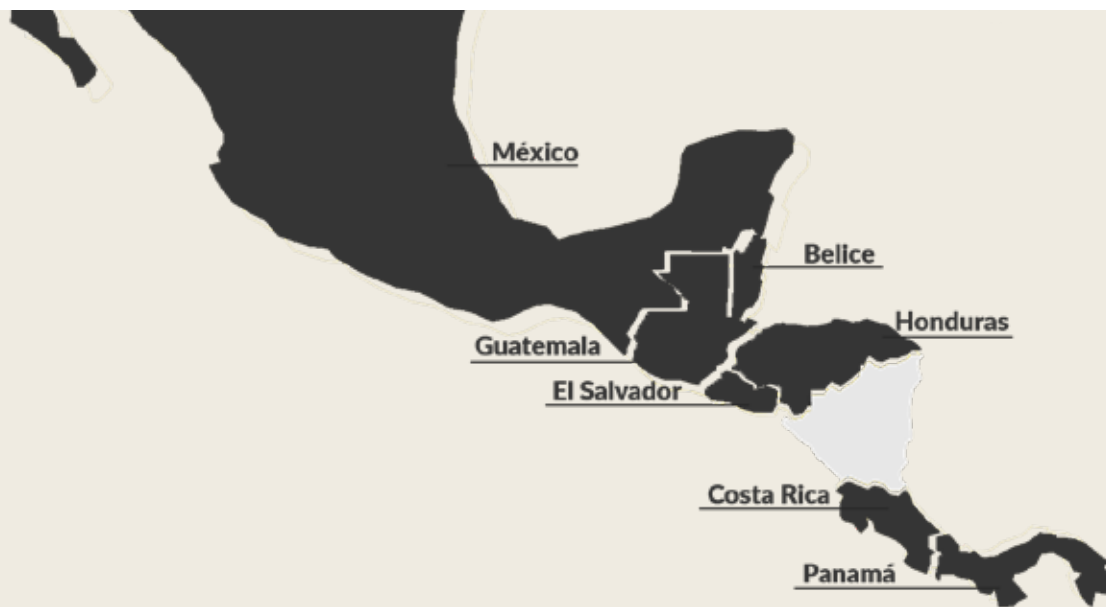 México
Belice
Honduras
Guatemala
El Salvador
Costa Rica
Panamá